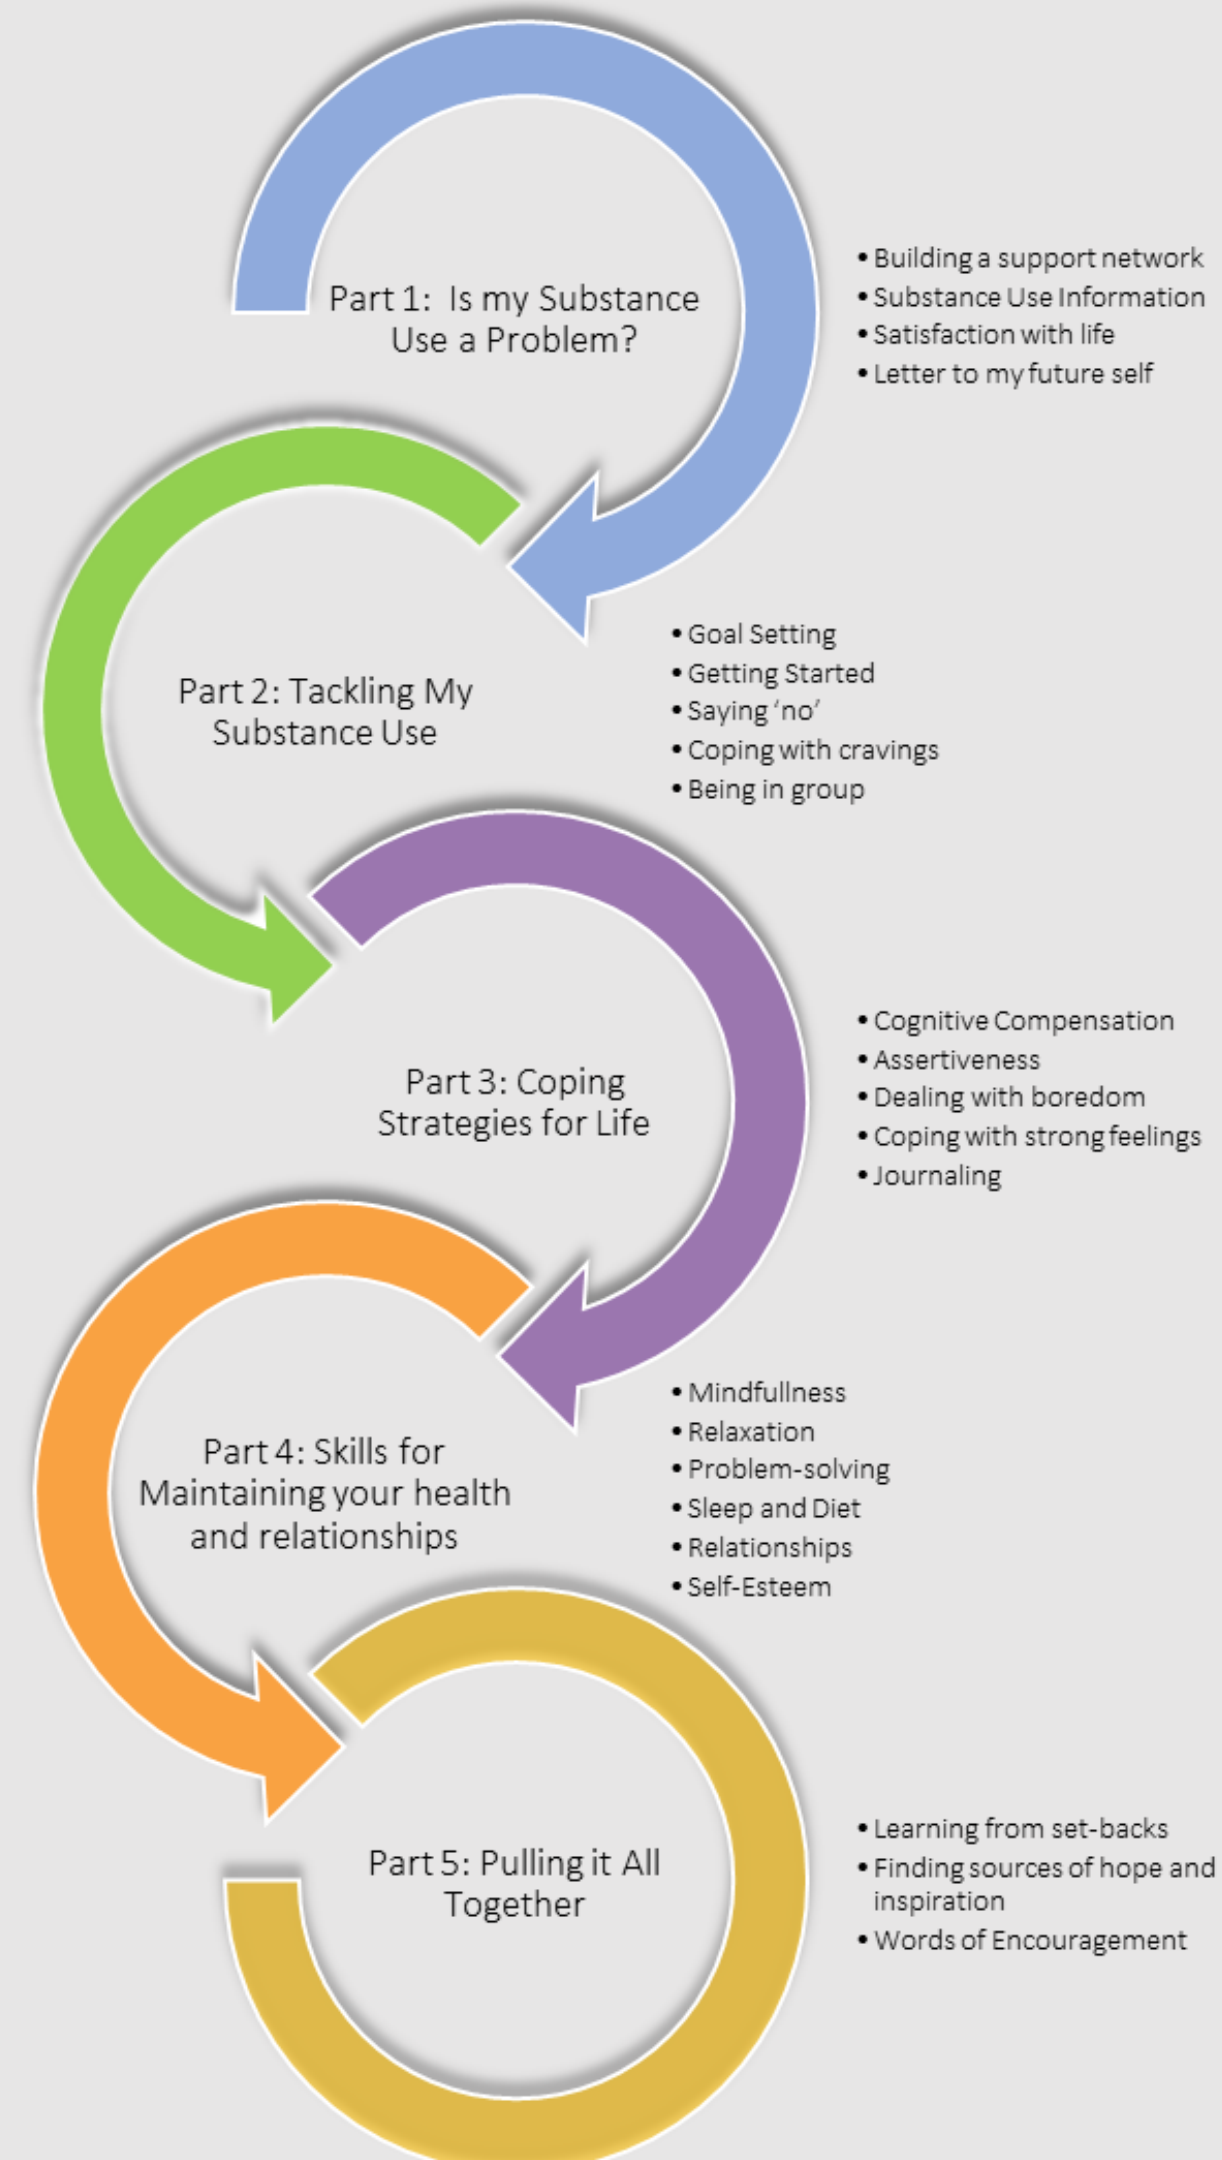 Part 1: Is my Substance
Use a Problem?
• Building a support network
• Substance Use Information
• Satisfaction with life
• Letter to my future self
Part 2: Tackling My
Substance Use
• Goal Setting
• Getting Started
• Saying ‘no’
• Coping with cravings
• Being in group
Part 3: Coping
Strategies for Life
• Cognitive Compensation
• Assertiveness
• Dealing with boredom
• Coping with strong feelings
• Journaling
Part 4: Skills for
Maintaining your health
and relationships
• Mindfullness
• Relaxation
• Problem-solving
• Sleep and Diet
• Relationships
• Self-Esteem
Part 5: Pulling it All
Together
• Learning from set-backs
• Finding sources of hope and
inspiration
• Words of Encouragement